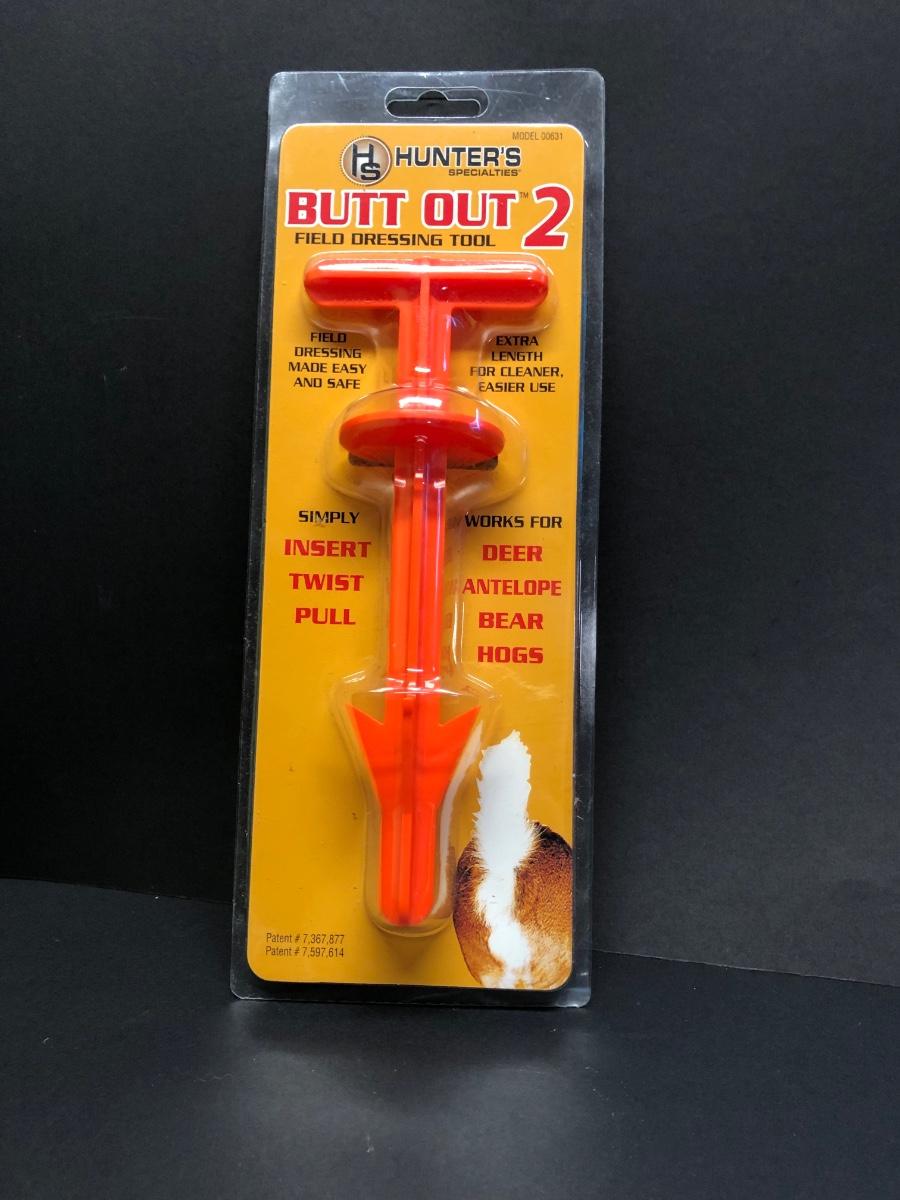 MODEL 00631
HS HUNTER'S
SPECIALTIES®
BUTT OUT™ 2
FIELD DRESSING TOOL
FIELD
DRESSING
MADE EASY
AND SAFE
EXTRA
LENGTH
FOR CLEANER,
EASIER USE
SIMPLY
INSERT
TWIST
PULL
WORKS FOR
DEER
ANTELOPE
BEAR
HOGS
Patent # 7,367,877
Patent # 7,597,614